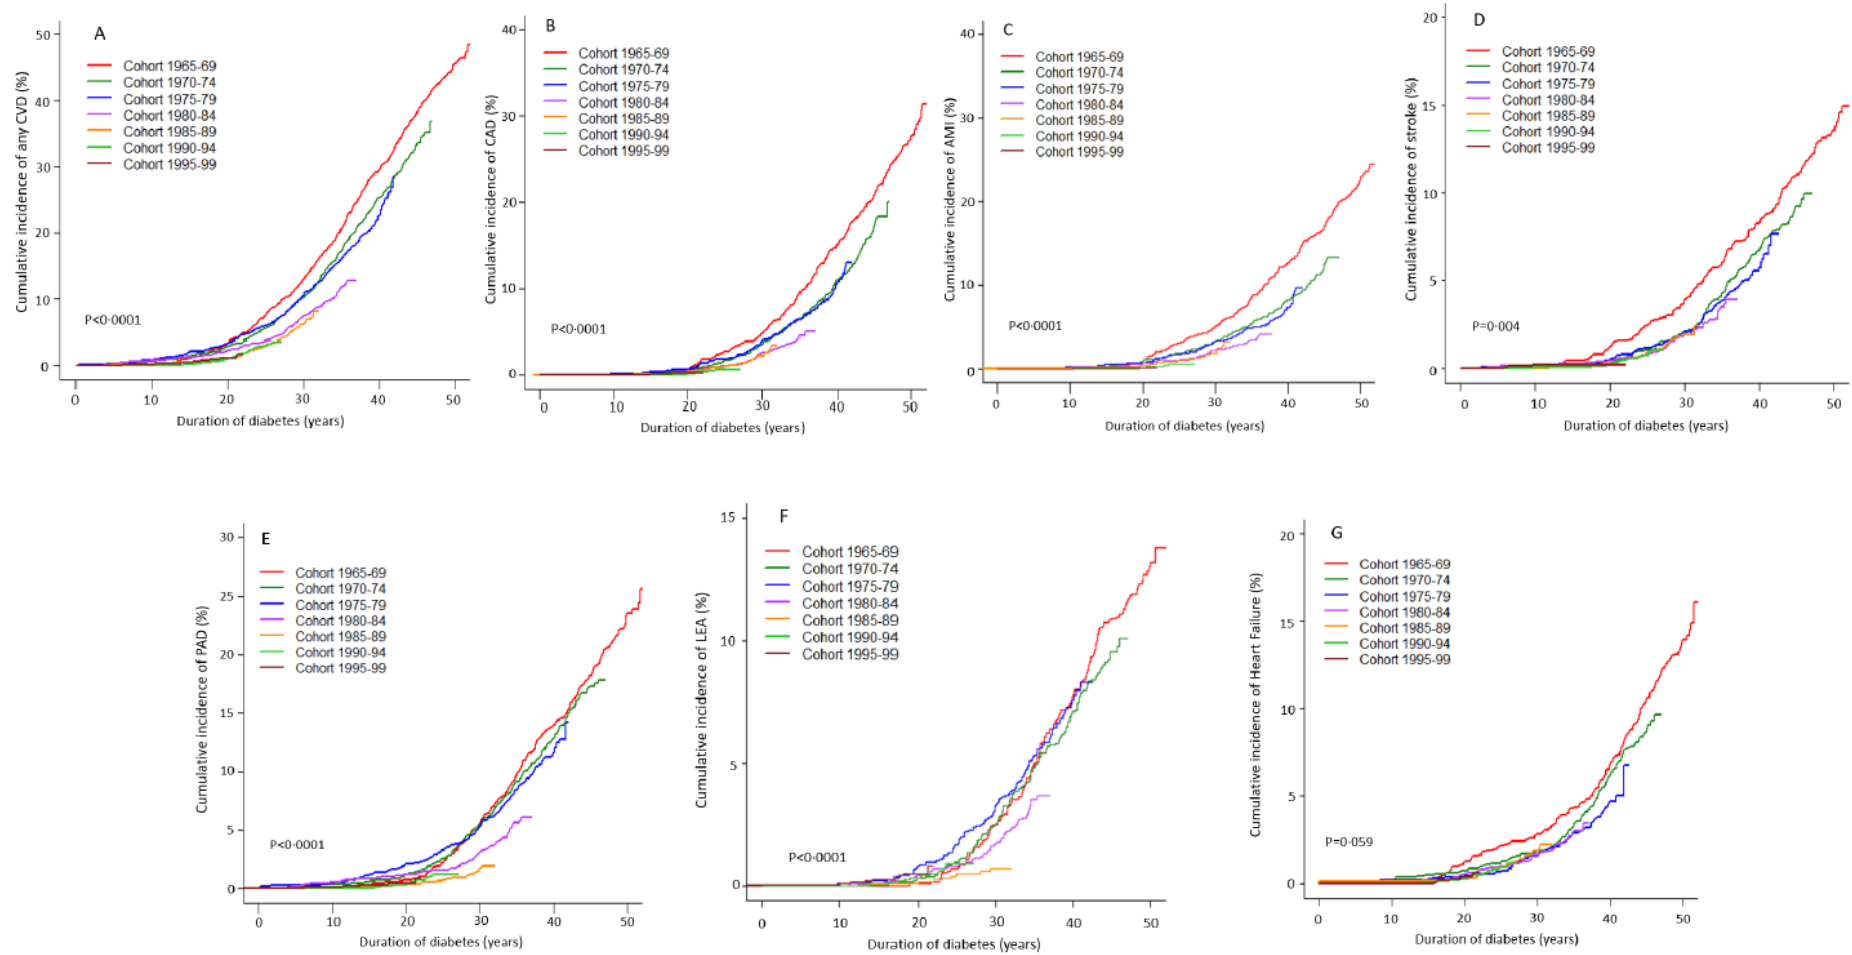 A
Cumulative incidence of any CVD (%)
50
40
30
20
10
0
Cohort 1965-69
Cohort 1970-74
Cohort 1975-79
Cohort 1980-84
Cohort 1985-89
Cohort 1990-94
Cohort 1995-99
P<0·0001
0 10 20 30 40 50
Duration of diabetes (years)
B
Cumulative incidence of CAD (%)
40
30
20
10
0
Cohort 1965-69
Cohort 1970-74
Cohort 1975-79
Cohort 1980-84
Cohort 1985-89
Cohort 1990-94
Cohort 1995-99
P<0·0001
0 10 20 30 40 50
Duration of diabetes (years)
C
Cumulative incidence of AMI (%)
40
30
20
10
0
Cohort 1965-69
Cohort 1970-74
Cohort 1975-79
Cohort 1980-84
Cohort 1985-89
Cohort 1990-94
Cohort 1995-99
P<0·0001
0 10 20 30 40 50
Duration of diabetes (years)
D
Cumulative incidence of stroke (%)
20
15
10
5
0
Cohort 1965-69
Cohort 1970-74
Cohort 1975-79
Cohort 1980-84
Cohort 1985-89
Cohort 1990-94
Cohort 1995-99
P=0·004
0 10 20 30 40 50
Duration of diabetes (years)
E
Cumulative incidence of PAD (%)
30
25
20
15
10
5
0
Cohort 1965-69
Cohort 1970-74
Cohort 1975-79
Cohort 1980-84
Cohort 1985-89
Cohort 1990-94
Cohort 1995-99
P<0·0001
0 10 20 30 40 50
Duration of diabetes (years)
F
Cumulative incidence of LEA (%)
15
10
5
0
Cohort 1965-69
Cohort 1970-74
Cohort 1975-79
Cohort 1980-84
Cohort 1985-89
Cohort 1990-94
Cohort 1995-99
P<0·0001
0 10 20 30 40 50
Duration of diabetes (years)
G
Cumulative incidence of Heart Failure (%)
20
15
10
5
0
Cohort 1965-69
Cohort 1970-74
Cohort 1975-79
Cohort 1980-84
Cohort 1985-89
Cohort 1990-94
Cohort 1995-99
P=0·059
0 10 20 30 40 50
Duration of diabetes (years)